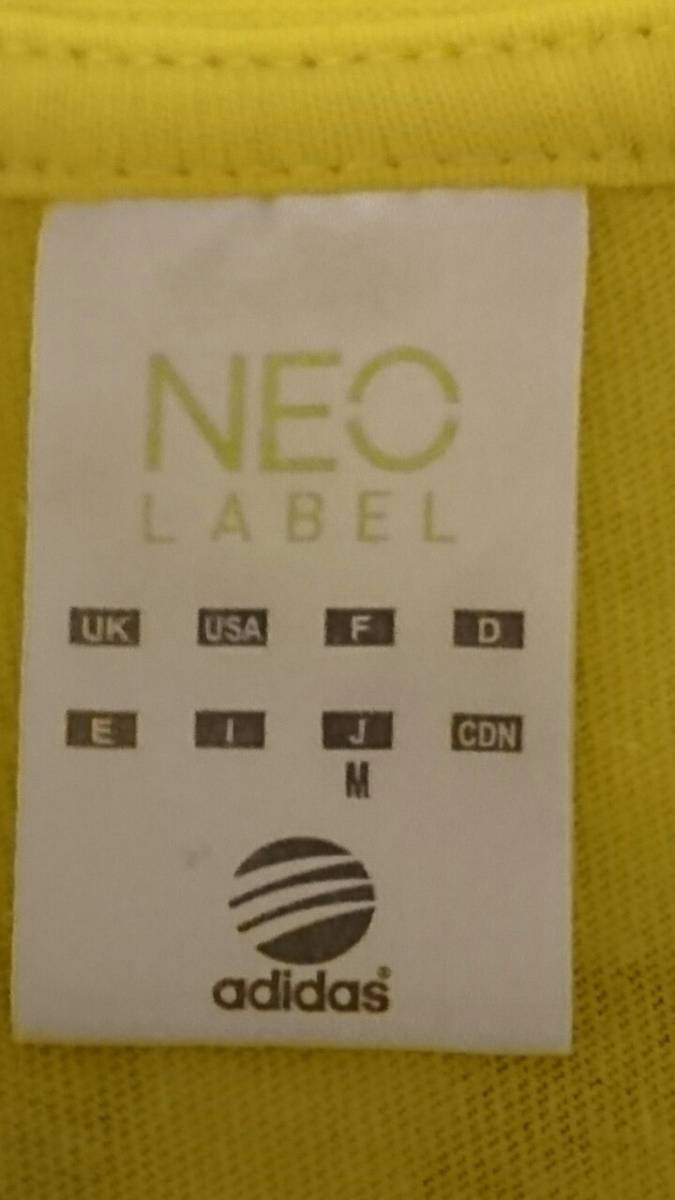 NEO
LABEL
UK USA F D
E I J CDN
M
adidas®